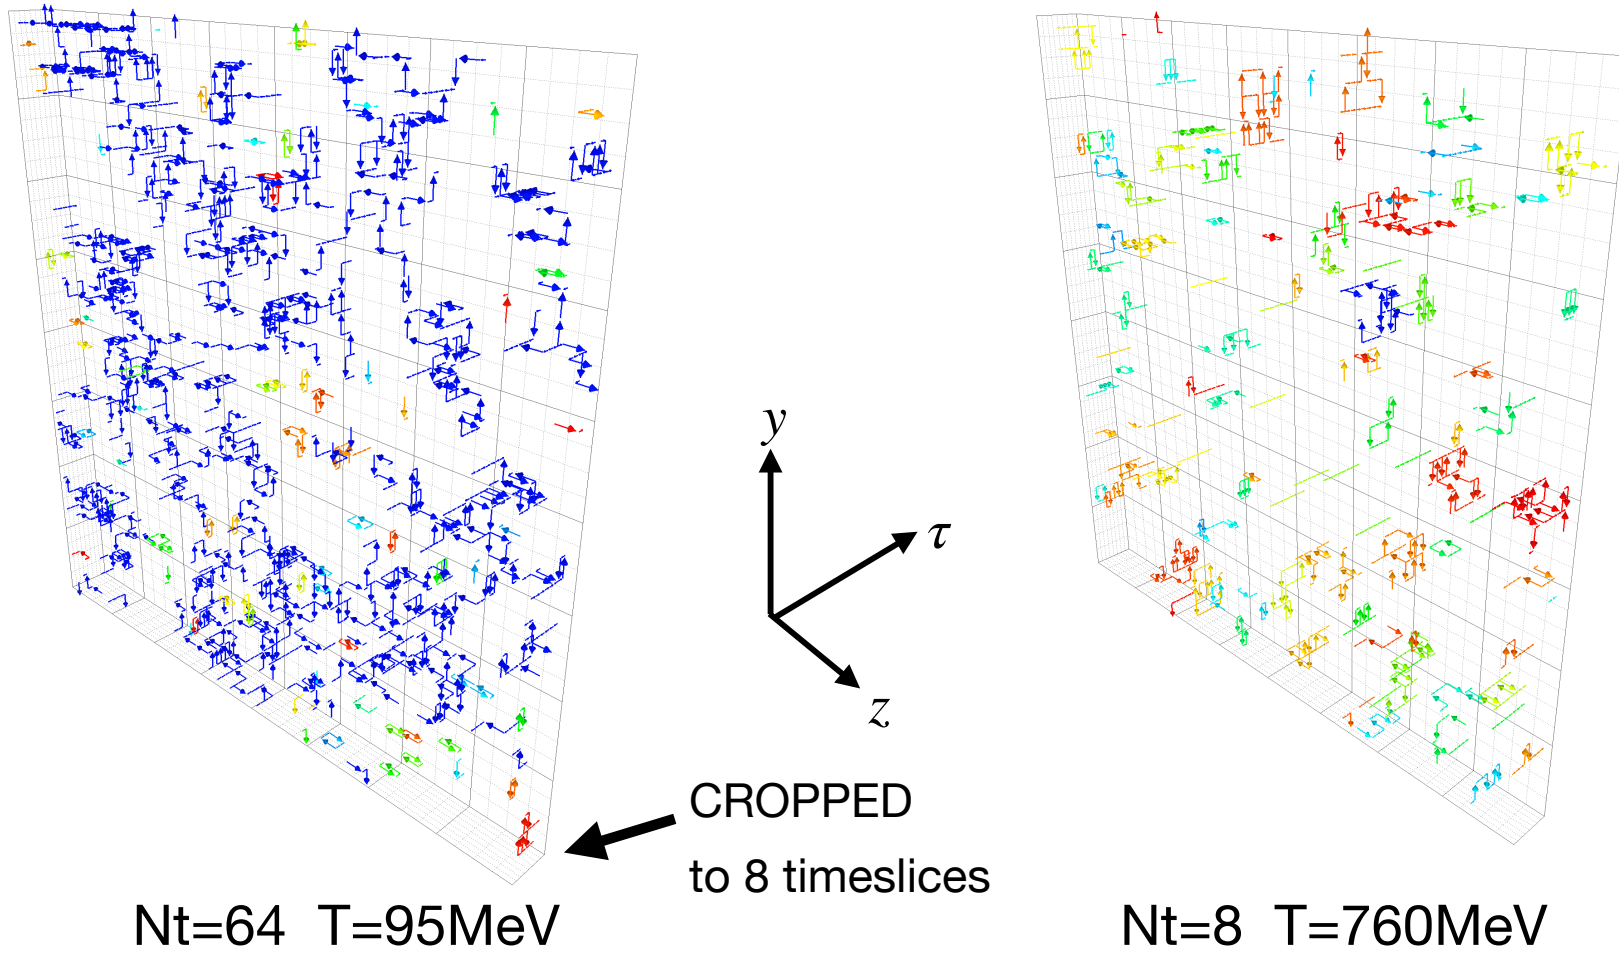 y
τ
z
CROPPED
to 8 timeslices
Nt=64 T=95MeV
Nt=8 T=760MeV